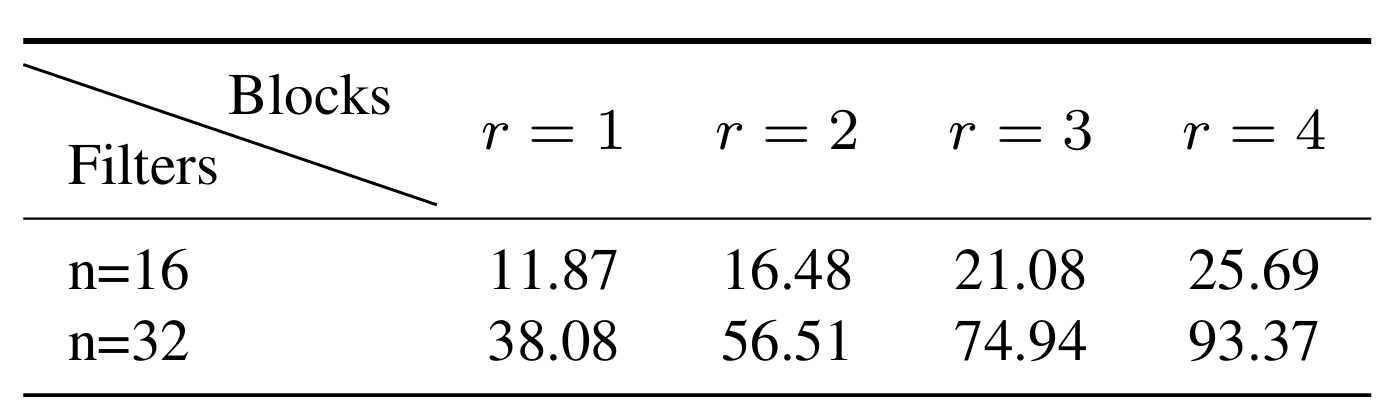 Blocks
Filters
r = 1 r = 2 r = 3 r = 4
n=16 11.87 16.48 21.08 25.69
n=32 38.08 56.51 74.94 93.37